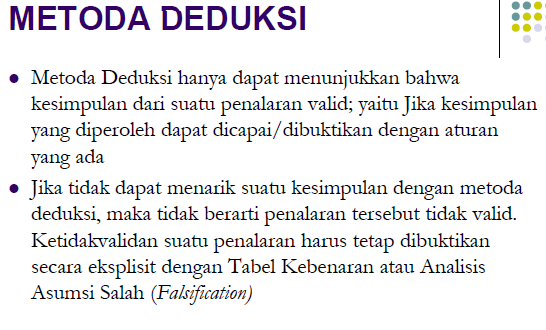 METODA DEDUKSI
Metoda Deduksi hanya dapat menunjukkan bahwa
kesimpulan dari suatu penalaran valid; yaitu Jika kesimpulan
yang diperoleh dapat dicapai/dibuktikan dengan aturan
yang ada
Jika tidak dapat menarik suatu kesimpulan dengan metoda
deduksi, maka tidak berarti penalaran tersebut tidak valid.
Ketidakvalidan suatu penalaran harus tetap dibuktikan
secara eksplisit dengan Tabel Kebenaran atau Analisis
Asumsi Salah (Falsification)